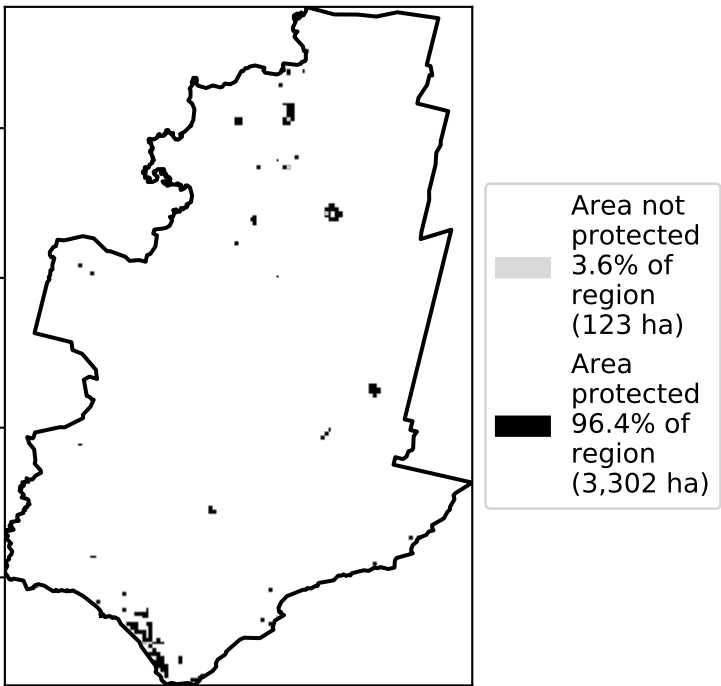 Area not
protected
3.6% of
region
(123 ha)
Area
protected
96.4% of
region
(3,302 ha)